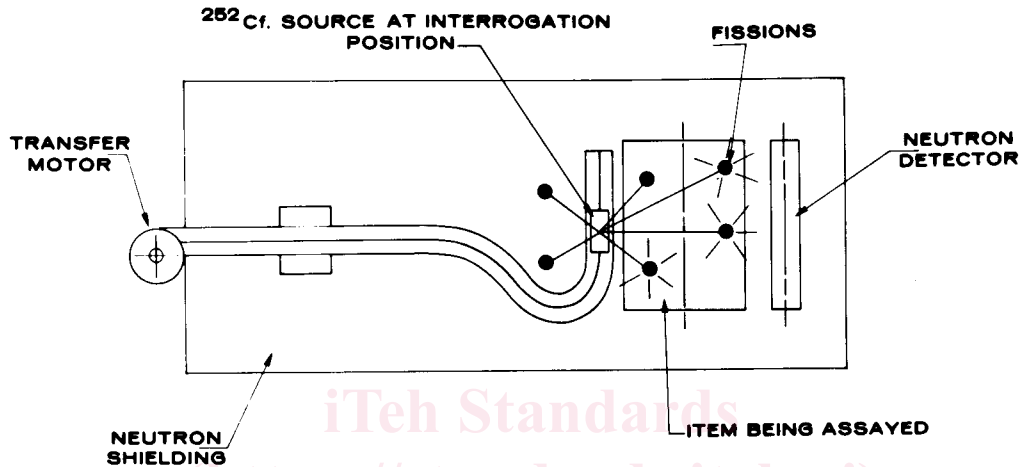 252Cf. SOURCE AT INTERROGATION
POSITION
FISSIONS
TRANSFER
MOTOR
NEUTRON
DETECTOR
iTeh Standards
ITEM BEING ASSAYED
NEUTRON
SHIELDING